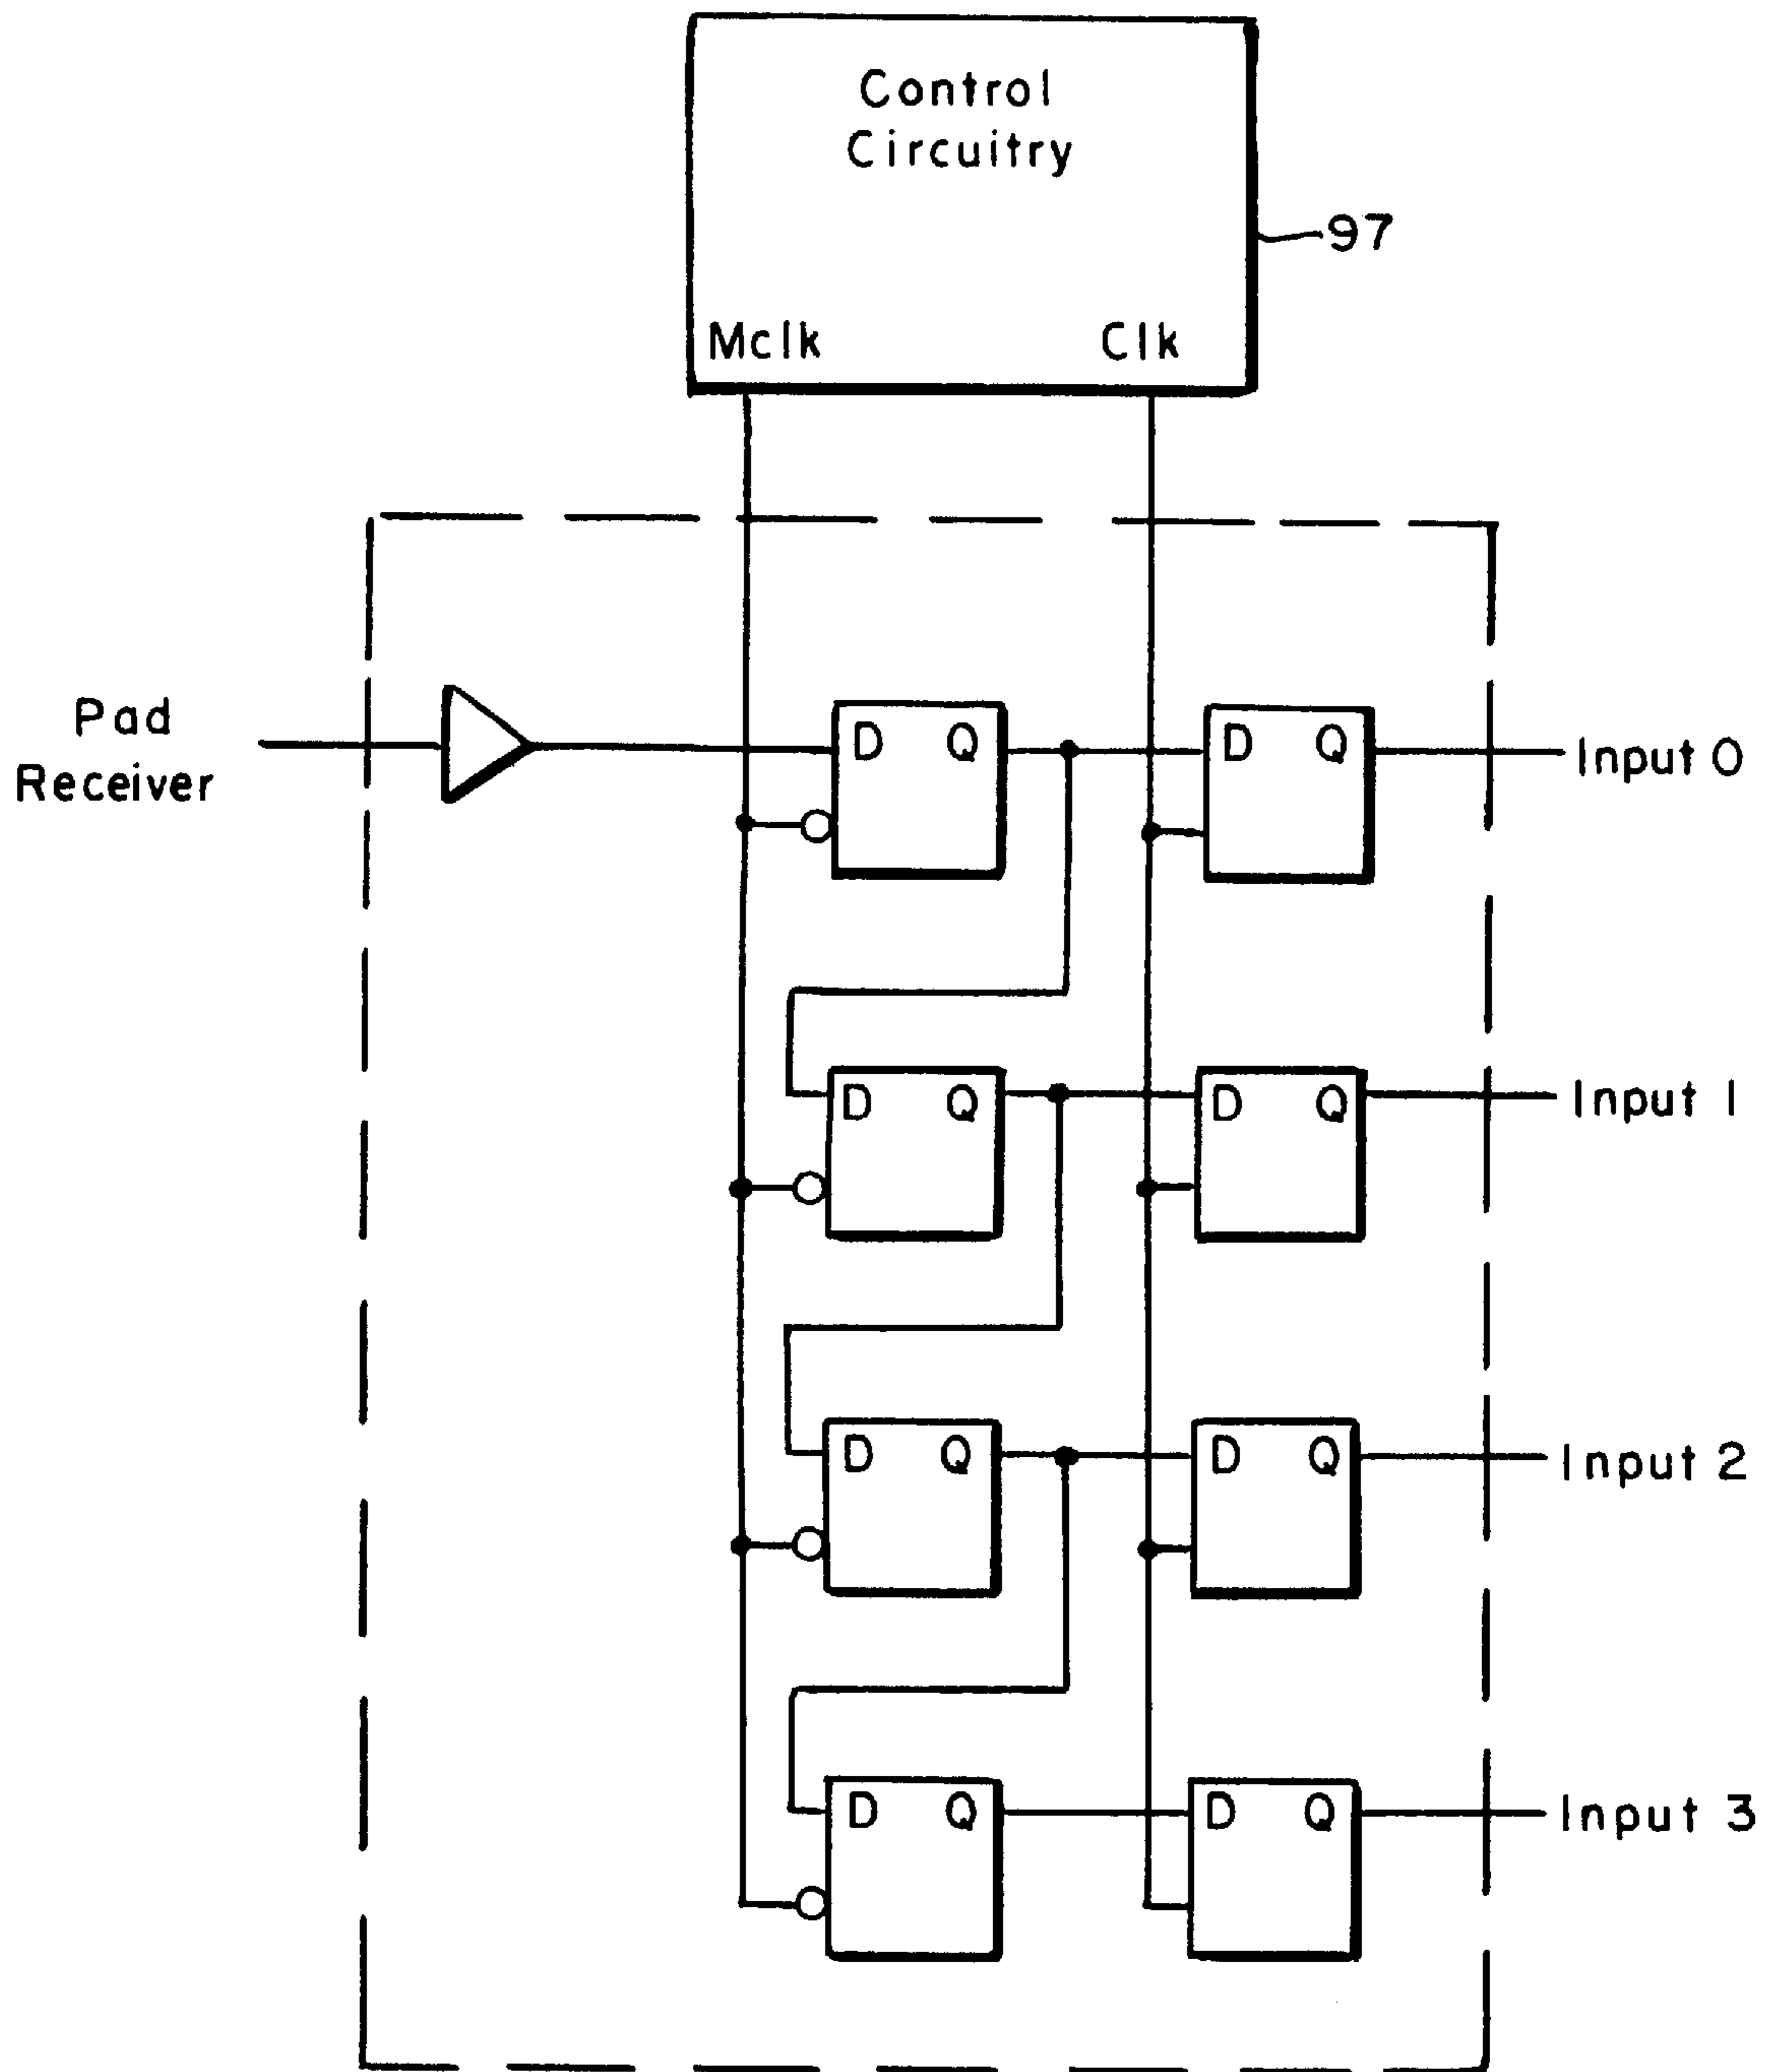 Control
Circuitry
97
Mclk Clk
Pad
Receiver
D Q D Q Input 0
D Q D Q Input 1
D Q D Q Input 2
D Q D Q Input 3